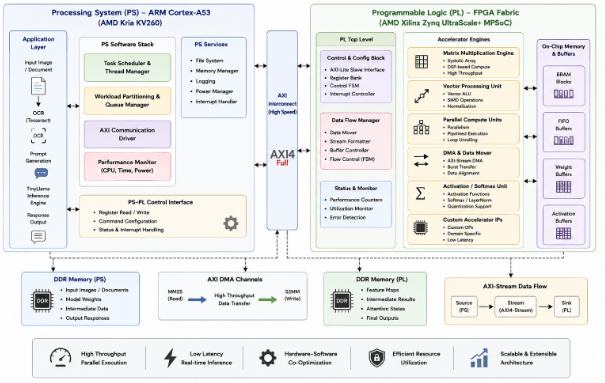 Processing System (PS) – ARM Cortex-A53
(AMD Kria KV260)
Application
Layer
Input Image
/ Document
OCR
(Tesseract)
OCR
Prompt
Generation
TinyLlama
Inference
Engine
Response
Output
PS Software Stack
Task Scheduler &
Thread Manager
Workload Partitioning &
Queue Manager
AXI Communication
Driver
Performance Monitor
(CPU, Time, Power)
PS Services
• File System
• Memory Manager
• Logging
• Power Manager
• Interrupt Handler
PS–PL Control Interface
• Register Read / Write
• Command Configuration
• Status & Interrupt Handling
AXI
Interconnect
(High Speed)
AXI4
Full
Programmable Logic (PL) – FPGA Fabric
(AMD Xilinx Zynq UltraScale+ MPSoC)
PL Top Level
Control & Config Block
• AXI-Lite Slave Interface
• Register Bank
• Control FSM
• Interrupt Controller
Data Flow Manager
• Data Mover
• Stream Formatter
• Buffer Controller
• Flow Control (FSM)
Status & Monitor
• Performance Counters
• Utilization Monitor
• Error Detection
Accelerator Engines
Matrix Multiplication Engine
• Systolic Array
• DSP-based Compute
• High Throughput
Vector Processing Unit
• Vector ALU
• SIMD Operations
• Normalization
Parallel Compute Units
• Parallelism
• Pipelined Execution
• Loop Unrolling
DMA & Data Mover
• AXI-Stream DMA
• Burst Transfer
• Data Alignment
Activation / Softmax Unit
• Activation Functions
• Softmax / LayerNorm
• Quantization Support
Custom Accelerator IPs
• Custom
• Domain Specific
• Low Latency
On-Chip Memory
& Buffers
BRAM
Blocks
FIFO
Buffers
Weight
Buffers
Activation
Buffers
DDR Memory (PS)
DDR
• Input Images / Documents
• Model Weights
• Intermediate Data
• Output Responses
AXI DMA Channels
MM2S
(Read)
High Throughput
Data Transfer
S2MM
(Write)
DDR Memory (PL)
DDR
• Feature Maps
• Intermediate Results
• Attention States
• Final Outputs
AXI-Stream Data Flow
Source
(PS)
Stream
(AXI4-Stream)
Sink
(PL)
High Throughput
Parallel Execution
Low Latency
Real-time Inference
Hardware-Software
Co-Optimization
Efficient Resource
Utilization
Scalable & Extensible
Architecture